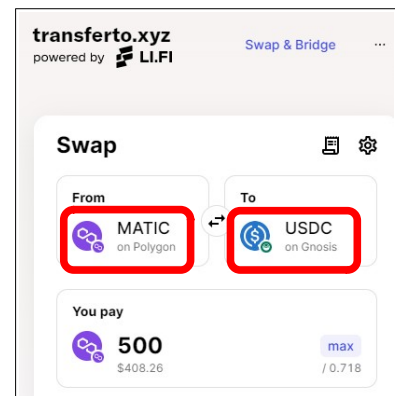 transferto.xyz
Swap & Bridge ...
powered by LI.FI
Swap
From
To
MATIC
on Polygon
USDC
on Gnosis
You pay
500
max
$408.26
/ 0.718